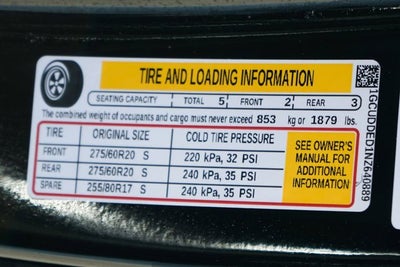 TIRE AND LOADING INFORMATION
SEATING CAPACITY TOTAL 5 FRONT 2 REAR 3
The combined weight of occupants and cargo must never exceed 853 kg or 1879 lbs.
TIRE ORIGINAL SIZE COLD TIRE PRESSURE
FRONT 275/60R20 S 220 kPa, 32 PSI
REAR 275/60R20 S 240 kPa, 35 PSI
SPARE 255/80R17 S 240 kPa, 35 PSI
SEE OWNER'S
MANUAL FOR
ADDITIONAL
INFORMATION
1GCUDDED1NZ640889